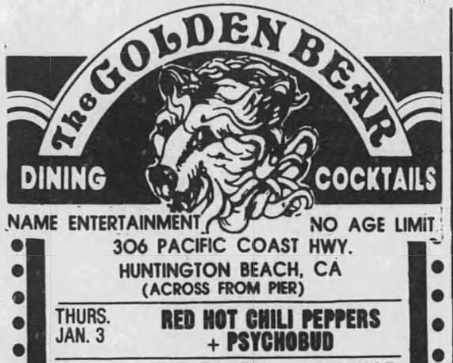 The GOLDEN BEAR
DINING COCKTAILS
NAME ENTERTAINMENT NO AGE LIMIT
306 PACIFIC COAST HWY.
HUNTINGTON BEACH, CA
(ACROSS FROM PIER)
THURS. RED HOT CHILI PEPPERS
JAN. 3 + PSYCHOBUD